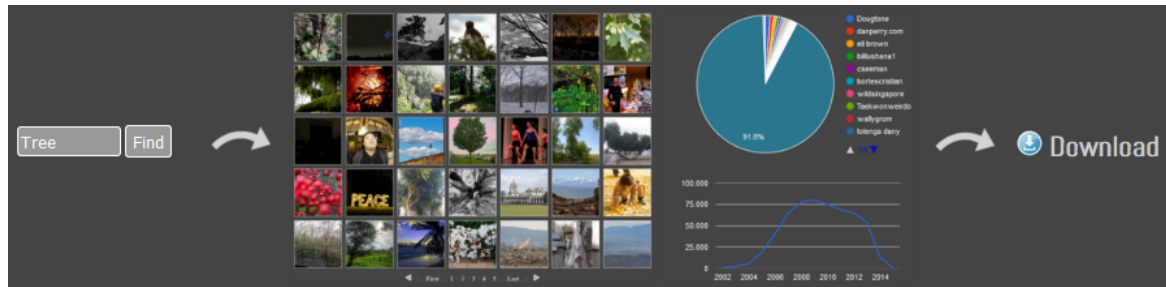 Tree
Find
PEACE
First ... 1 - 2 - 3 - 4 - 5 ... Last
Dougtone
danperry.com
ell brown
billushana1
cseeman
bortescristian
wildsingapore
Taekwonweirdo
wallygrom
tolenga dany
91.8%
100.000
75.000
50.000
25.000
0
2002 2004 2006 2008 2010 2012 2014
Download